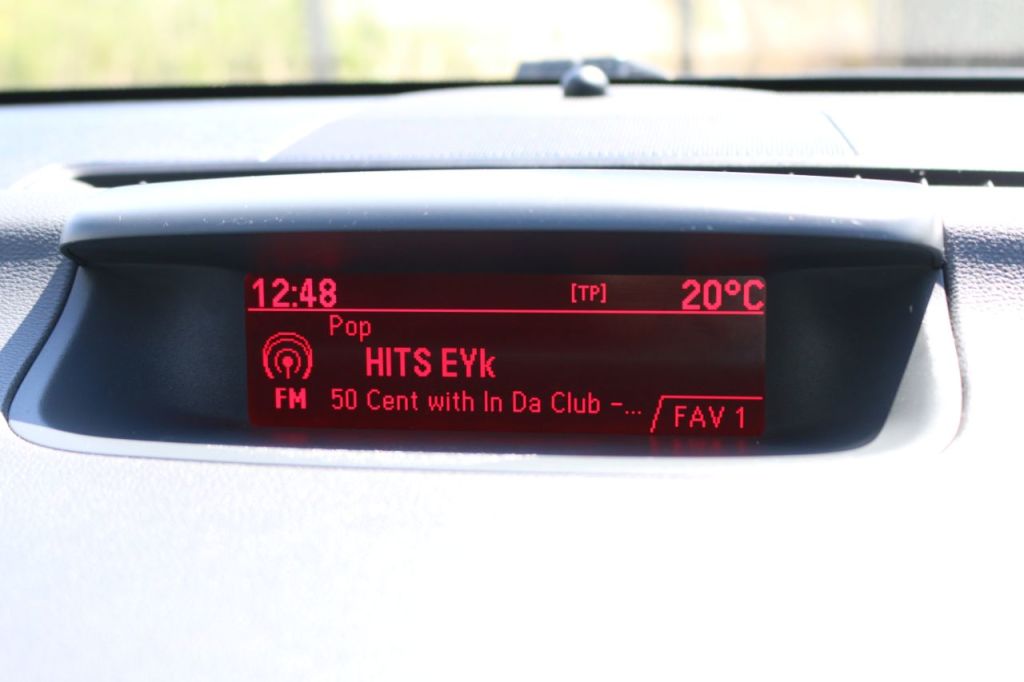 12:48 [TP] 20°C
Pop
HITS EYk
FM 50 Cent with In Da Club -...
FAV 1